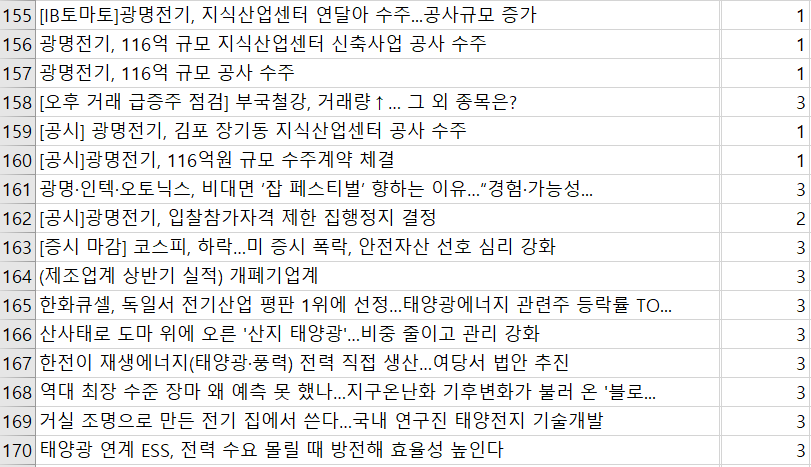 155 [IB토마토]광명전기, 지식산업센터 연달아 수주...공사규모 증가 1
156 광명전기, 116억 규모 지식산업센터 신축사업 공사 수주 1
157 광명전기, 116억 규모 공사 수주 1
158 [오후 거래 급증주 점검] 부국철강, 거래량↑... 그 외 종목은? 3
159 [공시] 광명전기, 김포 장기동 지식산업센터 공사 수주 1
160 [공시]광명전기, 116억원 규모 수주계약 체결 1
161 광명·인텍·오토닉스, 비대면 ‘잡 페스티벌’ 향하는 이유...“경험·가능성... 3
162 [공시]광명전기, 입찰참가자격 제한 집행정지 결정 2
163 [증시 마감] 코스피, 하락...미 증시 폭락, 안전자산 선호 심리 강화 3
164 (제조업계 상반기 실적) 개폐기업계 3
165 한화큐셀, 독일서 전기산업 평판 1위에 선정...태양광에너지 관련주 등락률 TO... 3
166 산사태로 도마 위에 오른 '산지 태양광'...비중 줄이고 관리 강화 3
167 한전이 재생에너지(태양광·풍력) 전력 직접 생산...여당서 법안 추진 3
168 역대 최장 수준 장마 왜 예측 못 했나...지구온난화 기후변화가 불러 온 '블로... 3
169 거실 조명으로 만든 전기 집에서 쓴다...국내 연구진 태양전지 기술개발 3
170 태양광 연계 ESS, 전력 수요 몰릴 때 방전해 효율성 높인다 3